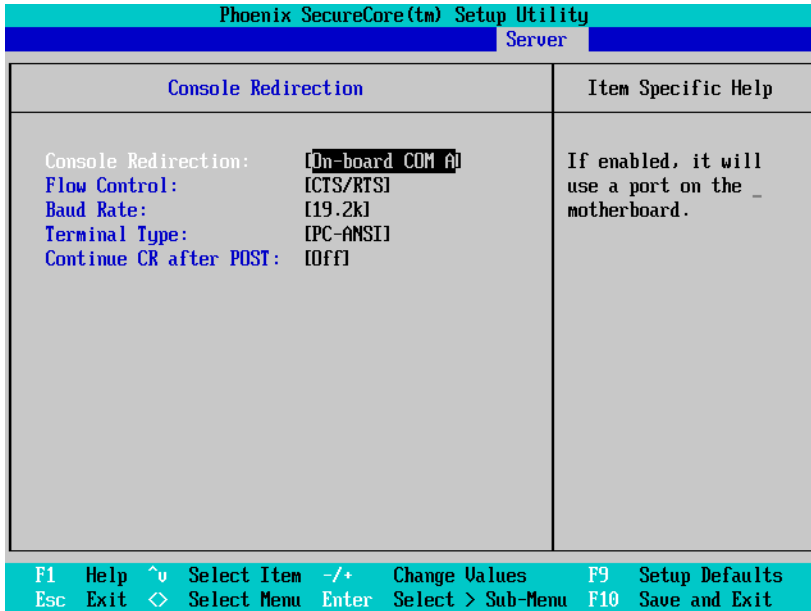 Phoenix SecureCore(tm) Setup Utility
Server
Console Redirection
Item Specific Help
Console Redirection: [On-board COM A]
Flow Control: [CTS/RTS]
Baud Rate: [19.2k]
Terminal Type: [PC-ANSI]
Continue CR after POST: [Off]
If enabled, it will
use a port on the _
motherboard.
F1 Help ^v Select Item -/+ Change Values F9 Setup Defaults
Esc Exit <> Select Menu Enter Select > Sub-Menu F10 Save and Exit